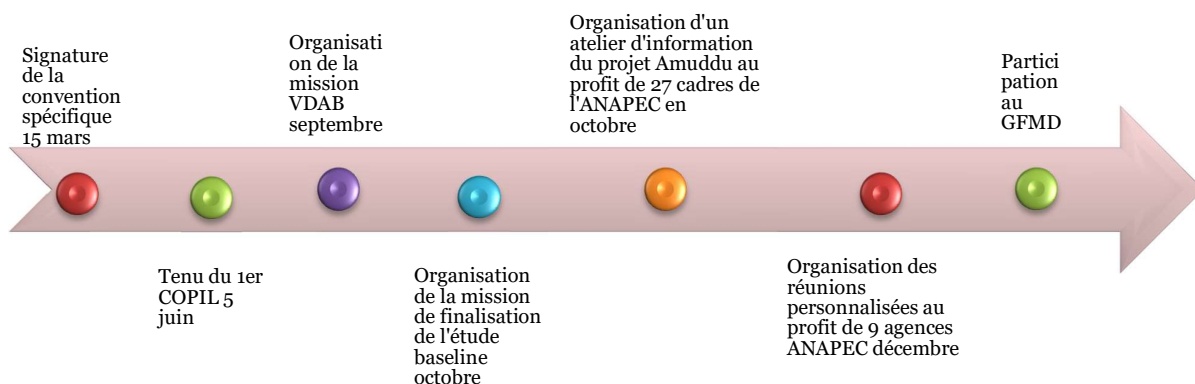 Signature
de la
convention
spécifique
15 mars
Tenu du 1er
COPIL 5
juin
Organisati
on de la
mission
VDAB
septembre
Organisation
de la mission
de finalisation
de l'étude
baseline
octobre
Organisation d'un
atelier d'information
du projet Amuddu au
profit de 27 cadres de
l'ANAPEC en
octobre
Organisation des
réunions
personnalisées au
profit de 9 agences
ANAPEC décembre
Partici
pation
au
GFMD